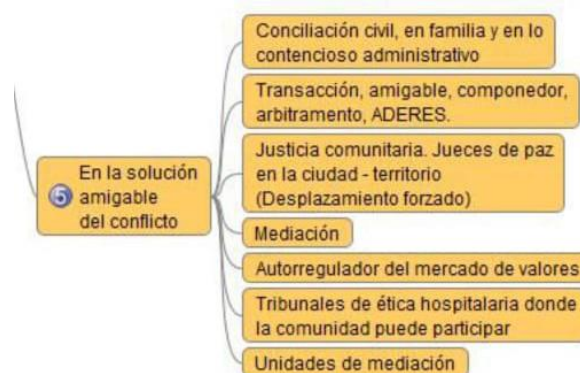 Conciliación civil, en familia y en lo
contencioso administrativo
Transacción, amigable, componedor,
arbitramento, ADERES.
Justicia comunitaria. Jueces de paz
en la ciudad - territorio
(Desplazamiento forzado)
5
En la solución
amigable
del conflicto
Mediación
Autorregulador del mercado de valores
Tribunales de ética hospitalaria donde
la comunidad puede participar
Unidades de mediación